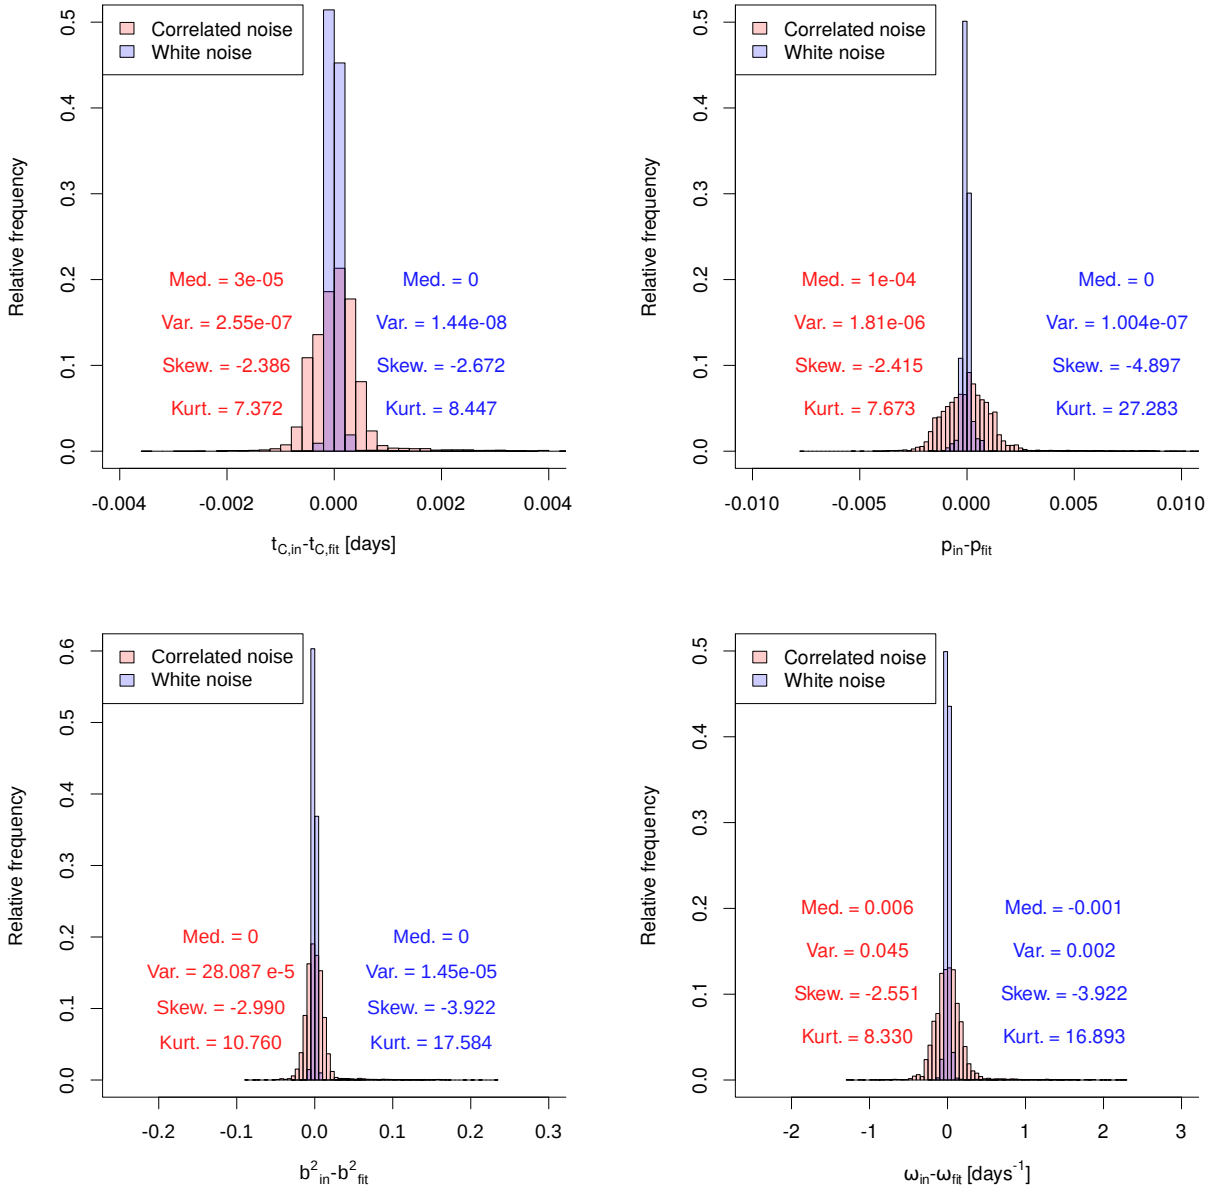 Correlated noise
White noise
Relative frequency
0.0
0.1
0.2
0.3
0.4
0.5
Med. = 3e-05
Med. = 0
Var. = 2.55e-07
Var. = 1.44e-08
Skew. = -2.386
Skew. = -2.672
Kurt. = 7.372
Kurt. = 8.447
-0.004 -0.002 0.000 0.002 0.004
t_C,in-t_C,fit [days]
Correlated noise
White noise
Relative frequency
0.0
0.1
0.2
0.3
0.4
0.5
Med. = 1e-04
Med. = 0
Var. = 1.81e-06
Var. = 1.004e-07
Skew. = -2.415
Skew. = -4.897
Kurt. = 7.673
Kurt. = 27.283
-0.010 -0.005 0.000 0.005 0.010
p_in-p_fit
Correlated noise
White noise
Relative frequency
0.0
0.1
0.2
0.3
0.4
0.5
0.6
Med. = 0
Med. = 0
Var. = 28.087 e-5
Var. = 1.45e-05
Skew. = -2.990
Skew. = -3.922
Kurt. = 10.760
Kurt. = 17.584
-0.2 -0.1 0.0 0.1 0.2 0.3
b²_in-b²_fit
Correlated noise
White noise
Relative frequency
0.0
0.1
0.2
0.3
0.4
0.5
Med. = 0.006
Med. = -0.001
Var. = 0.045
Var. = 0.002
Skew. = -2.551
Skew. = -3.922
Kurt. = 8.330
Kurt. = 16.893
-2 -1 0 1 2 3
ω_in-ω_fit [days⁻¹]